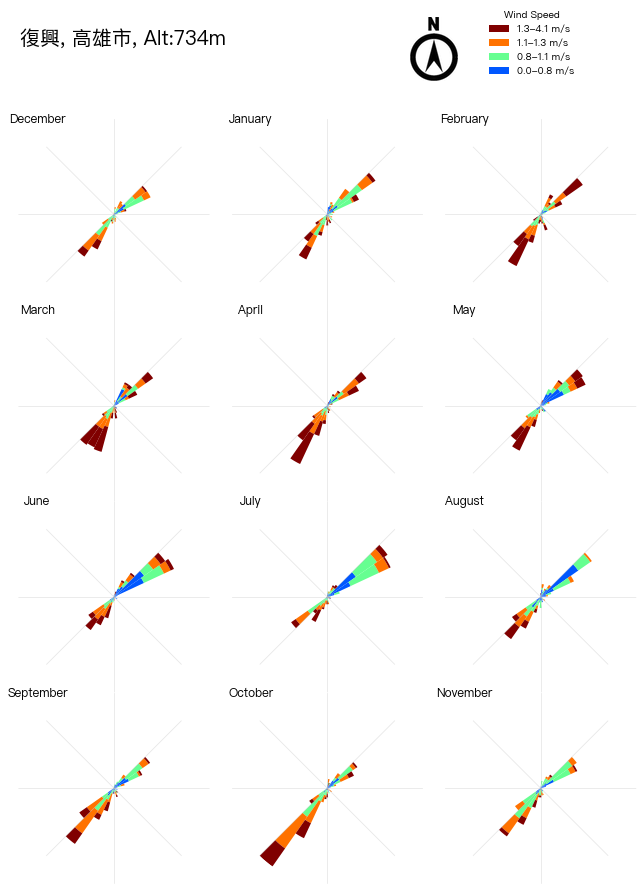 復興, 高雄市, Alt:734m
N
Wind Speed
1.3–4.1 m/s
1.1–1.3 m/s
0.8–1.1 m/s
0.0–0.8 m/s
December
January
February
March
April
May
June
July
August
September
October
November